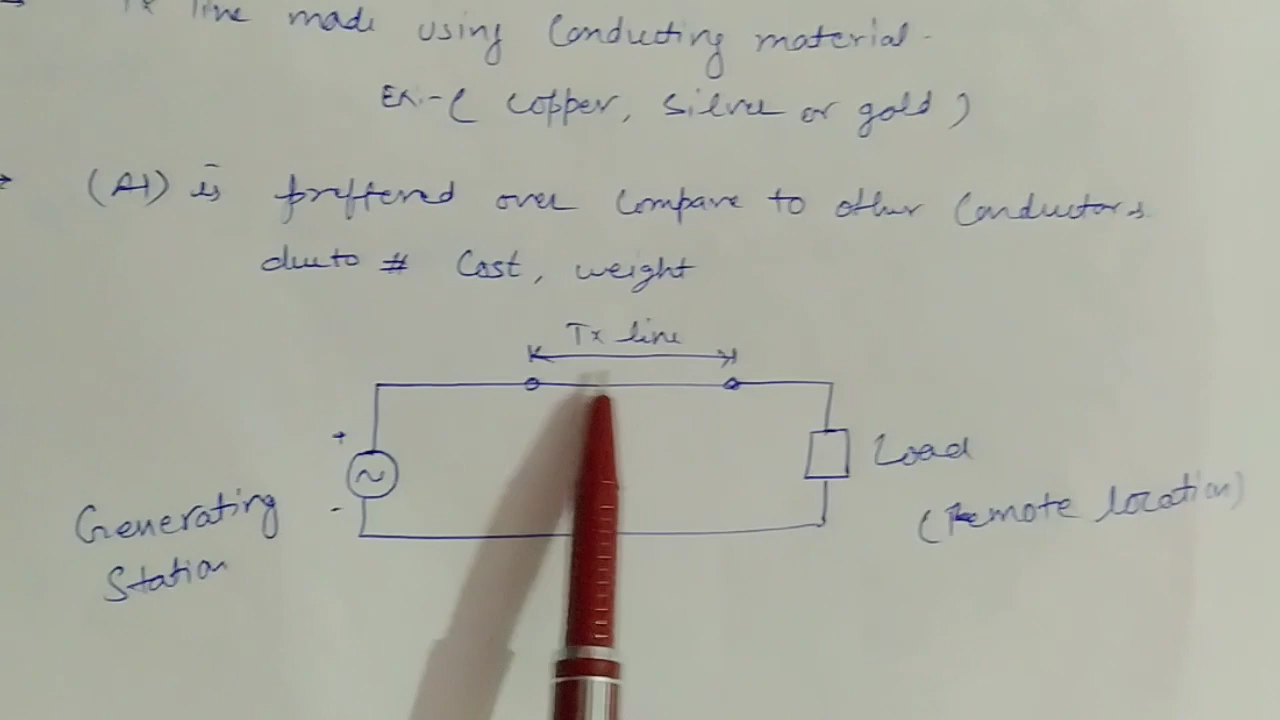 Tx line made using Conducting material.
Ex:-( Copper, Silver or gold)
(Al) is preffered over Compare to other Conductors
due to # Cost, weight
Tx line
+
-
Load
(Remote location)
Generating
Station